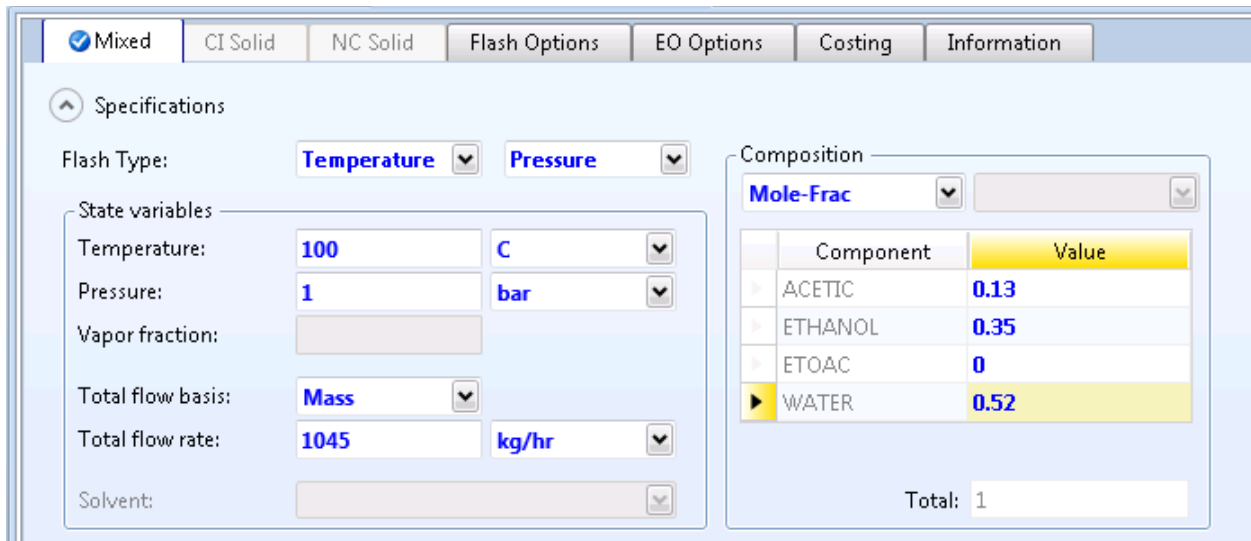 Mixed CI Solid NC Solid Flash Options EO Options Costing Information
Specifications
Flash Type: Temperature Pressure
State variables
Temperature: 100 C
Pressure: 1 bar
Vapor fraction:
Total flow basis: Mass
Total flow rate: 1045 kg/hr
Solvent:
Composition
Mole-Frac
Component Value
ACETIC 0.13
ETHANOL 0.35
ETOAC 0
WATER 0.52
Total: 1